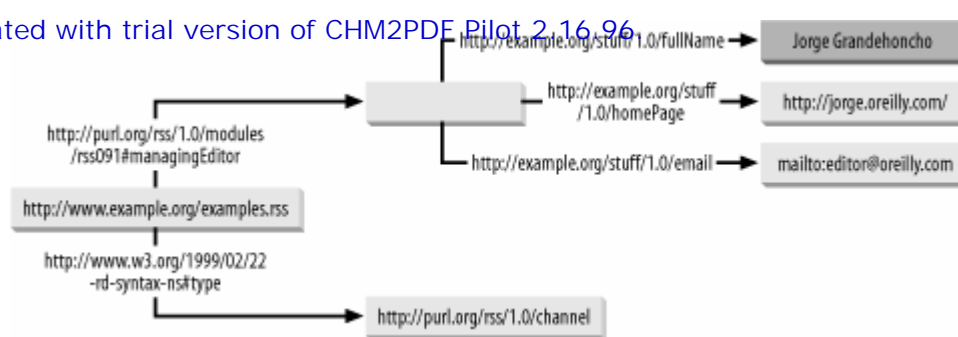 ated with trial version of CHM2PDF Pilot 2.16.96.
http://example.org/stuff/1.0/fullName
Jorge Grandehoncho
http://example.org/stuff
/1.0/homePage
http://jorge.oreilly.com/
http://purl.org/rss/1.0/modules
/rss091#managingEditor
http://example.org/stuff/1.0/email
mailto:editor@oreilly.com
http://www.example.org/examples.rss
http://www.w3.org/1999/02/22
-rd-syntax-ns#type
http://purl.org/rss/1.0/channel